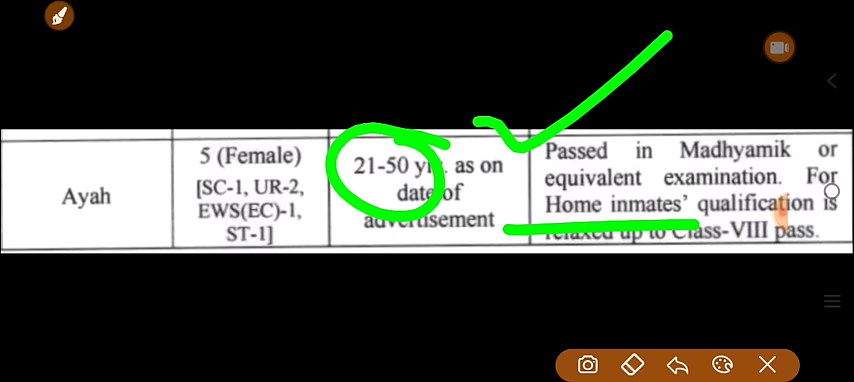 Ayah
5 (Female)
[SC-1, UR-2,
EWS(EC)-1,
ST-1]
21-50 yr. as on
date of
advertisement
Passed in Madhyamik or
equivalent examination. For
Home inmates' qualification is
relaxed up to Class-VIII pass.